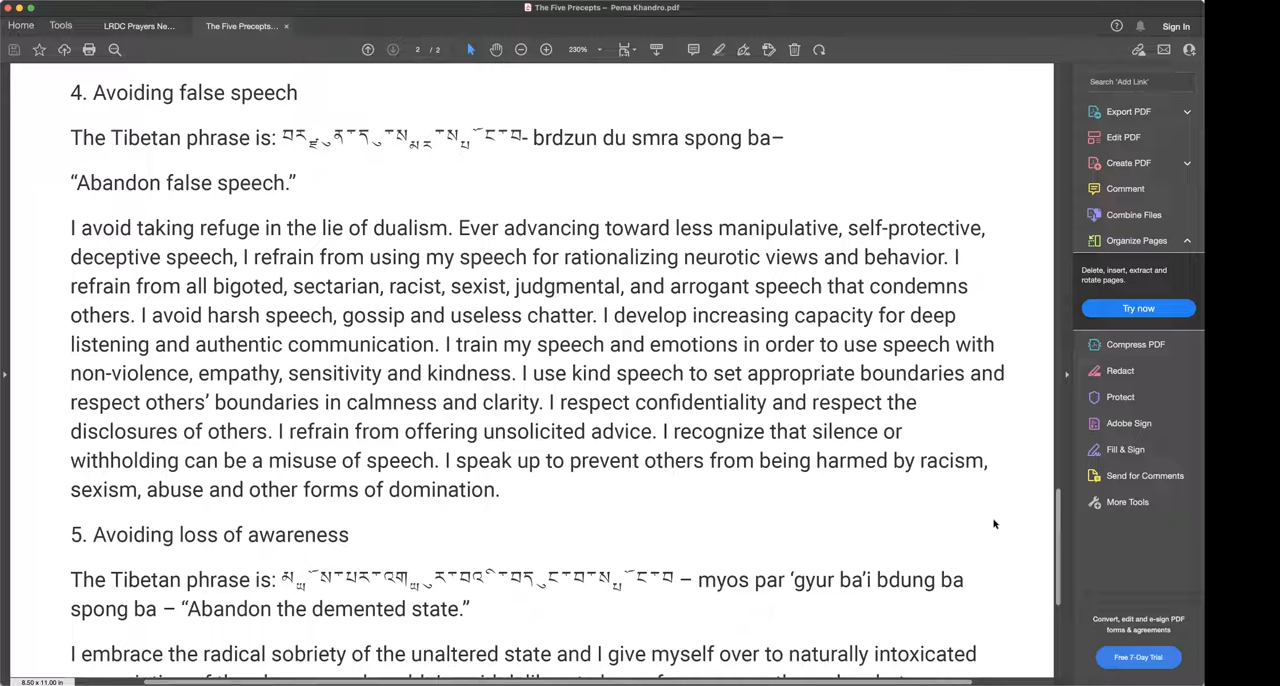 The Five Precepts – Pema Khandro.pdf
Home
Tools
LRDC Prayers Ne...
The Five Precepts... ×
Sign In
2 / 2
230%
4. Avoiding false speech
The Tibetan phrase is: བརྫུན་དུ་སྨྲ་སྤོང་བ- brdzun du smra spong ba–
“Abandon false speech.”
I avoid taking refuge in the lie of dualism. Ever advancing toward less manipulative, self-protective,
deceptive speech, I refrain from using my speech for rationalizing neurotic views and behavior. I
refrain from all bigoted, sectarian, racist, sexist, judgmental, and arrogant speech that condemns
others. I avoid harsh speech, gossip and useless chatter. I develop increasing capacity for deep
listening and authentic communication. I train my speech and emotions in order to use speech with
non-violence, empathy, sensitivity and kindness. I use kind speech to set appropriate boundaries and
respect others’ boundaries in calmness and clarity. I respect confidentiality and respect the
disclosures of others. I refrain from offering unsolicited advice. I recognize that silence or
withholding can be a misuse of speech. I speak up to prevent others from being harmed by racism,
sexism, abuse and other forms of domination.
5. Avoiding loss of awareness
The Tibetan phrase is: མྱོས་པར་འགྱུར་བའི་བདུང་བ་སྤོང་བ – myos par ‘gyur ba’i bdung ba
spong ba – “Abandon the demented state.”
I embrace the radical sobriety of the unaltered state and I give myself over to naturally intoxicated
8.50 x 11.00 in
Search 'Add Link'
Export PDF
Edit PDF
Create PDF
Comment
Combine Files
Organize Pages
Delete, insert, extract and
rotate pages.
Try now
Compress PDF
Redact
Protect
Adobe Sign
Fill & Sign
Send for Comments
More Tools
Convert, edit and e-sign PDF
forms & agreements
Free 7-Day Trial